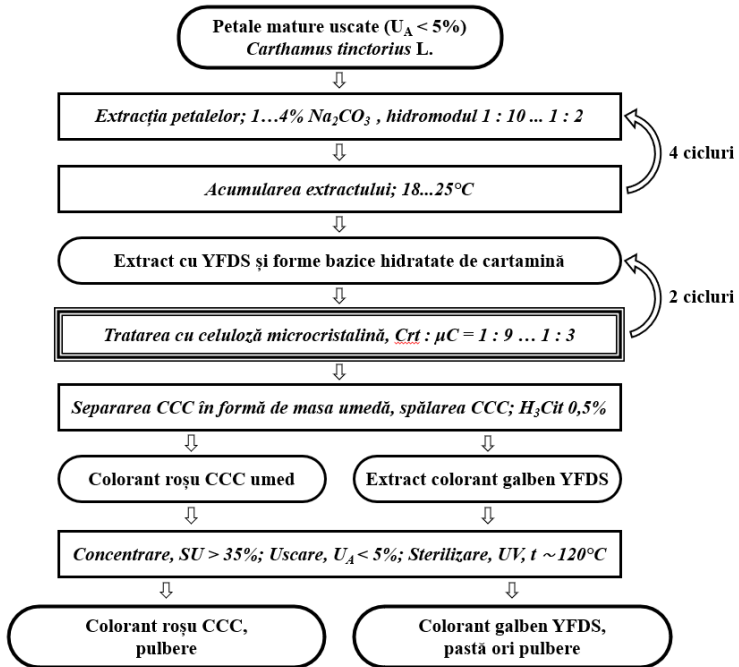 Petale mature uscate (UA < 5%)
Carthamus tinctorius L.
Extracția petalelor; 1…4% Na2CO3 , hidromodul 1 : 10 ... 1 : 2
4 cicluri
Acumularea extractului; 18...25°C
Extract cu YFDS și forme bazice hidratate de cartamină
2 cicluri
Tratarea cu celuloză microcristalină, Crt : µC = 1 : 9 … 1 : 3
Separarea CCC în formă de masa umedă, spălarea CCC; H3Cit 0,5%
Colorant roșu CCC umed
Extract colorant galben YFDS
Concentrare, SU > 35%; Uscare, UA < 5%; Sterilizare, UV, t ~120°C
Colorant roșu CCC,
pulbere
Colorant galben YFDS,
pastă ori pulbere